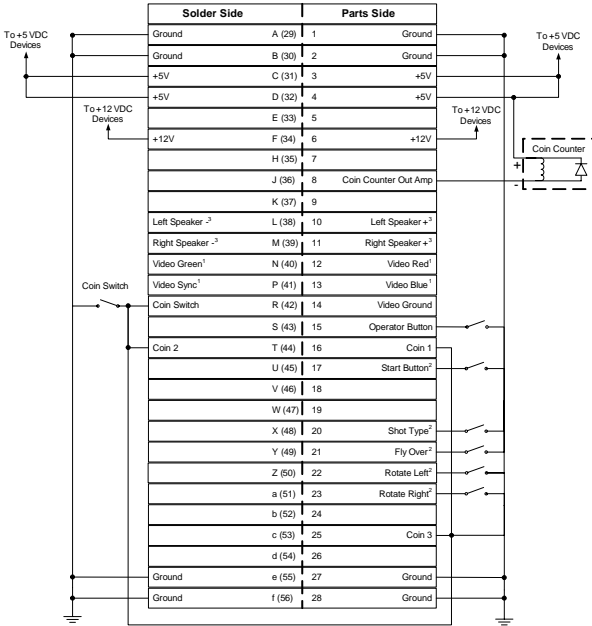 Solder Side Parts Side
Ground A (29) 1 Ground
To +5 VDC
Devices
To +5 VDC
Devices
Ground B (30) 2 Ground
+5V C (31) 3 +5V
+5V D (32) 4 +5V
To +12 VDC
Devices
To +12 VDC
Devices
E (33) 5
+12V F (34) 6 +12V
Coin Counter
+
-
H (35) 7
J (36) 8 Coin Counter Out Amp
K (37) 9
Left Speaker -³ L (38) 10 Left Speaker +³
Right Speaker -³ M (39) 11 Right Speaker +³
Video Green¹ N (40) 12 Video Red¹
Coin Switch
Video Sync¹ P (41) 13 Video Blue¹
Coin Switch R (42) 14 Video Ground
S (43) 15 Operator Button
Coin 2 T (44) 16 Coin 1
U (45) 17 Start Button²
V (46) 18
W (47) 19
X (48) 20 Shot Type²
Y (49) 21 Fly Over²
Z (50) 22 Rotate Left²
a (51) 23 Rotate Right²
b (52) 24
c (53) 25 Coin 3
d (54) 26
Ground e (55) 27 Ground
Ground f (56) 28 Ground